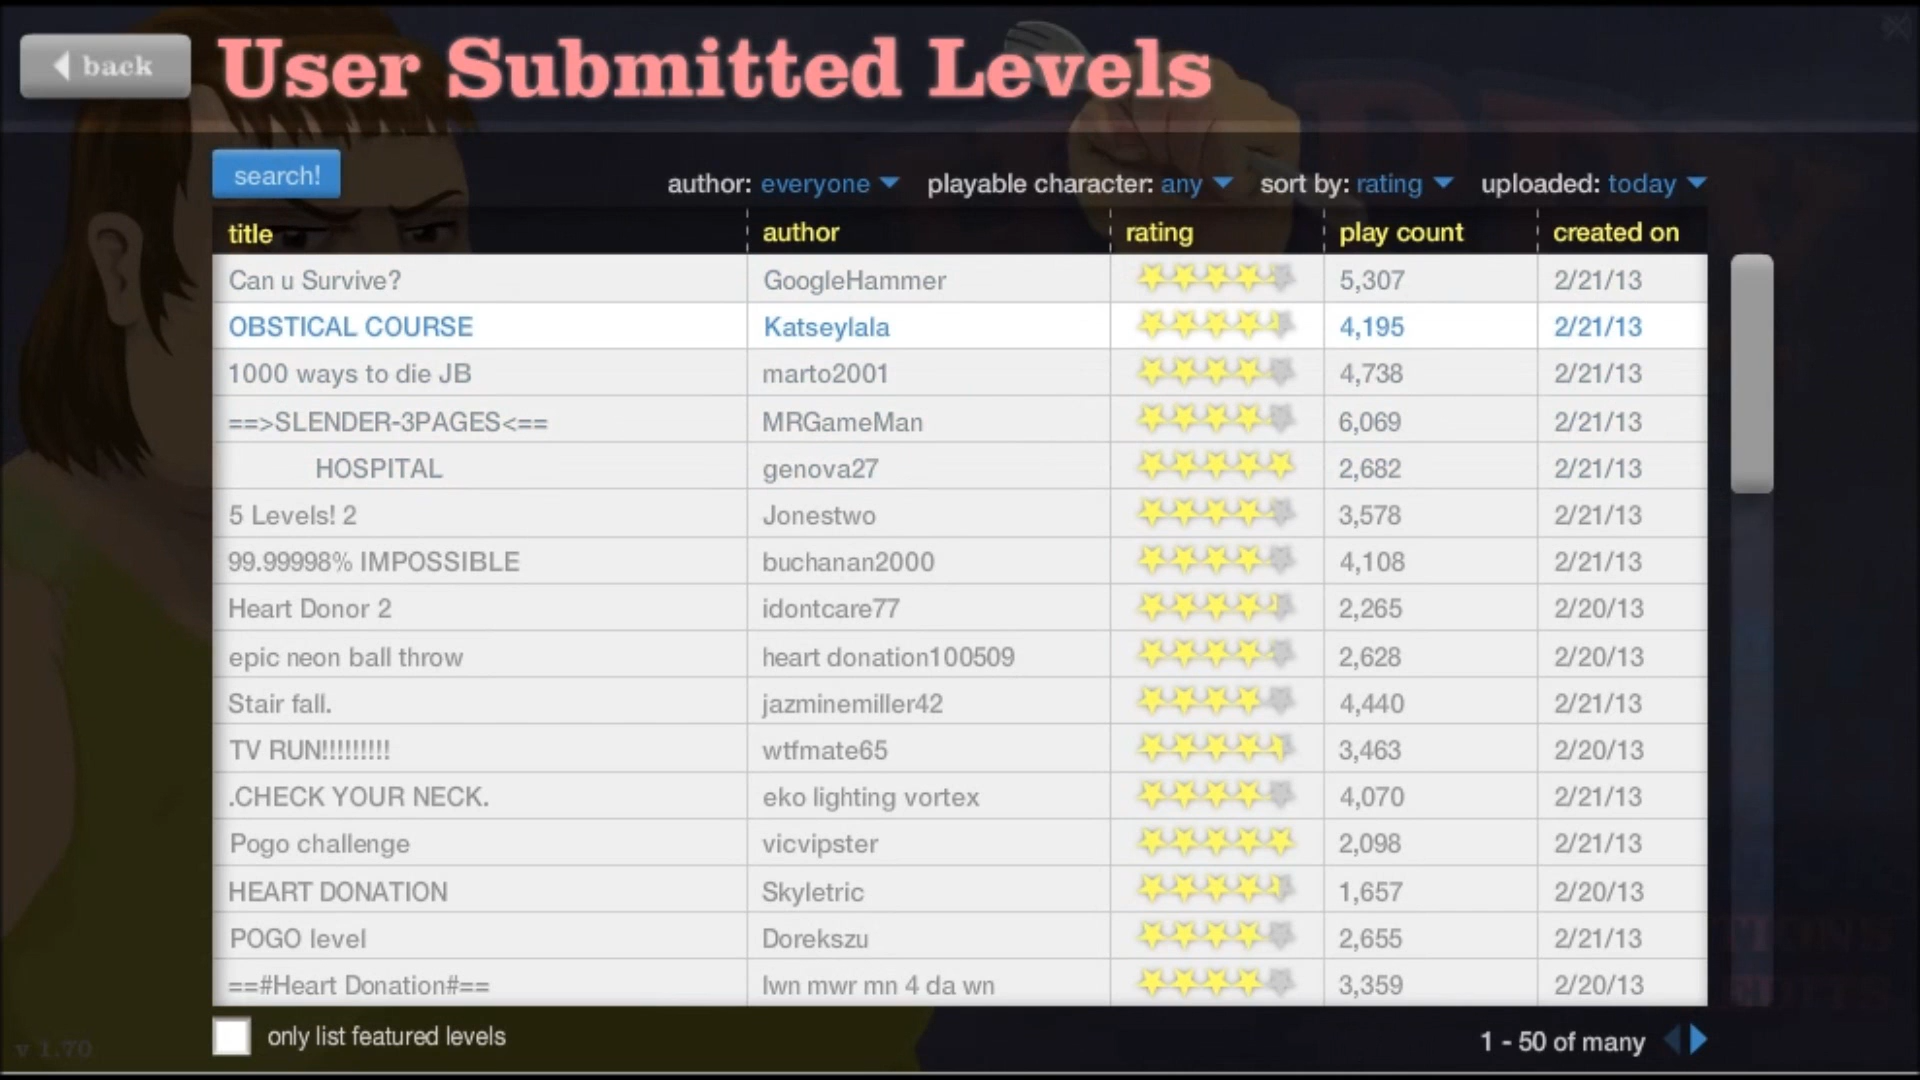 back User Submitted Levels
search! author: everyone playable character: any sort by: rating uploaded: today
title author rating play count created on
Can u Survive? GoogleHammer 5,307 2/21/13
OBSTICAL COURSE Katseylala 4,195 2/21/13
1000 ways to die JB marto2001 4,738 2/21/13
==>SLENDER-3PAGES<== MRGameMan 6,069 2/21/13
HOSPITAL genova27 2,682 2/21/13
5 Levels! 2 Jonestwo 3,578 2/21/13
99.99998% IMPOSSIBLE buchanan2000 4,108 2/21/13
Heart Donor 2 idontcare77 2,265 2/20/13
epic neon ball throw heart donation100509 2,628 2/20/13
Stair fall. jazminemiller42 4,440 2/21/13
TV RUN!!!!!!!!! wtfmate65 3,463 2/20/13
.CHECK YOUR NECK. eko lighting vortex 4,070 2/21/13
Pogo challenge vicvipster 2,098 2/21/13
HEART DONATION Skyletric 1,657 2/20/13
POGO level Dorekszu 2,655 2/21/13
==#Heart Donation#== lwn mwr mn 4 da wn 3,359 2/20/13
only list featured levels 1 - 50 of many
v 1.70